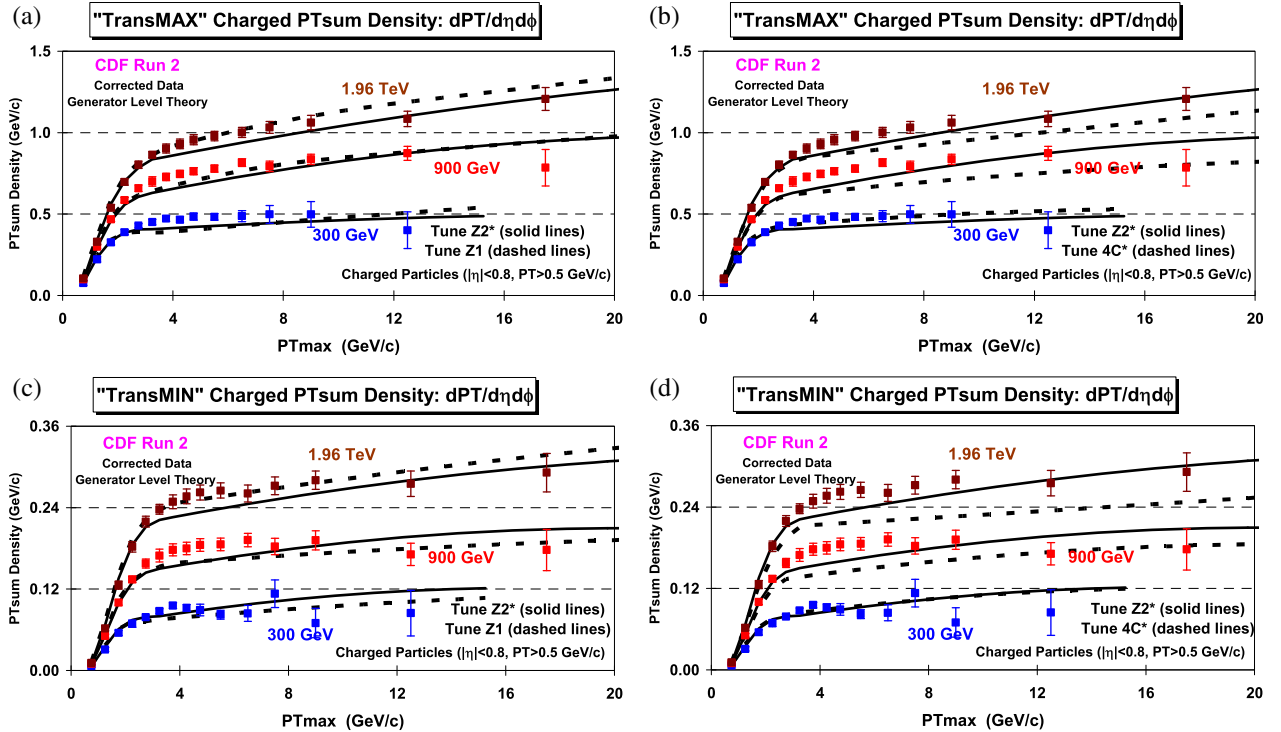 (a)
"TransMAX" Charged PTsum Density: dPT/dηdϕ
PTsum Density (GeV/c)
1.5
1.0
0.5
0.0
CDF Run 2
Corrected Data
Generator Level Theory
1.96 TeV
900 GeV
300 GeV
Tune Z2* (solid lines)
Tune Z1 (dashed lines)
Charged Particles (|η|<0.8, PT>0.5 GeV/c)
0 4 8 12 16 20
PTmax (GeV/c)
(b)
"TransMAX" Charged PTsum Density: dPT/dηdϕ
PTsum Density (GeV/c)
1.5
1.0
0.5
0.0
CDF Run 2
Corrected Data
Generator Level Theory
1.96 TeV
900 GeV
300 GeV
Tune Z2* (solid lines)
Tune 4C* (dashed lines)
Charged Particles (|η|<0.8, PT>0.5 GeV/c)
0 4 8 12 16 20
PTmax (GeV/c)
(c)
"TransMIN" Charged PTsum Density: dPT/dηdϕ
PTsum Density (GeV/c)
0.36
0.24
0.12
0.00
CDF Run 2
Corrected Data
Generator Level Theory
1.96 TeV
900 GeV
300 GeV
Tune Z2* (solid lines)
Tune Z1 (dashed lines)
Charged Particles (|η|<0.8, PT>0.5 GeV/c)
0 4 8 12 16 20
PTmax (GeV/c)
(d)
"TransMIN" Charged PTsum Density: dPT/dηdϕ
PTsum Density (GeV/c)
0.36
0.24
0.12
0.00
CDF Run 2
Corrected Data
Generator Level Theory
1.96 TeV
900 GeV
300 GeV
Tune Z2* (solid lines)
Tune 4C* (dashed lines)
Charged Particles (|η|<0.8, PT>0.5 GeV/c)
0 4 8 12 16 20
PTmax (GeV/c)